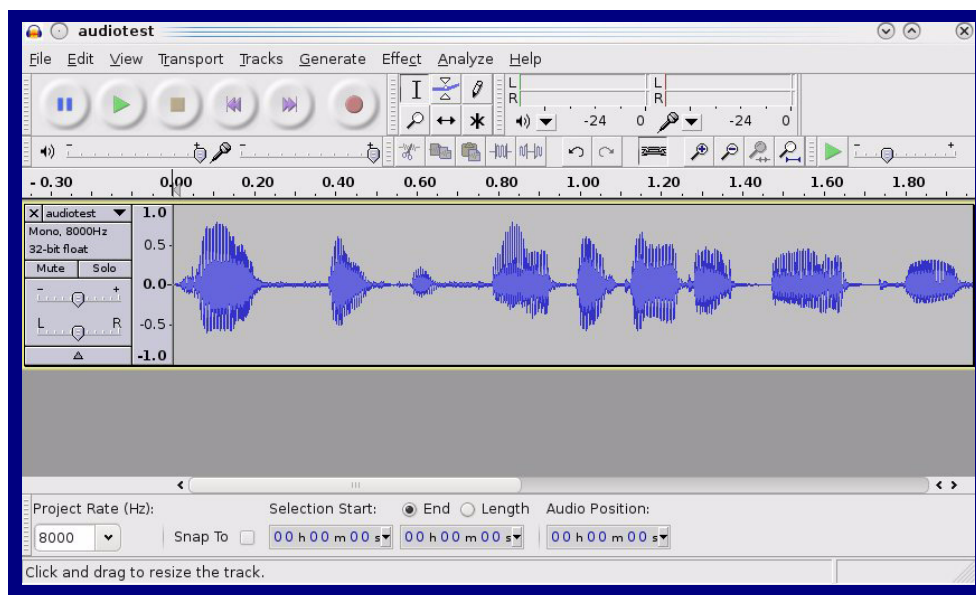 audiotest
File Edit View Transport Tracks Generate Effect Analyze Help
L
R
-24 0
L
R
-24 0
- 0.30 0.00 0.20 0.40 0.60 0.80 1.00 1.20 1.40 1.60 1.80
X audiotest
Mono, 8000Hz
32-bit float
Mute Solo
- +
L R
1.0
0.5
0.0
-0.5
-1.0
Project Rate (Hz): Selection Start: End Length Audio Position:
8000 Snap To 00 h 00 m 00 s 00 h 00 m 00 s 00 h 00 m 00 s
Click and drag to resize the track.